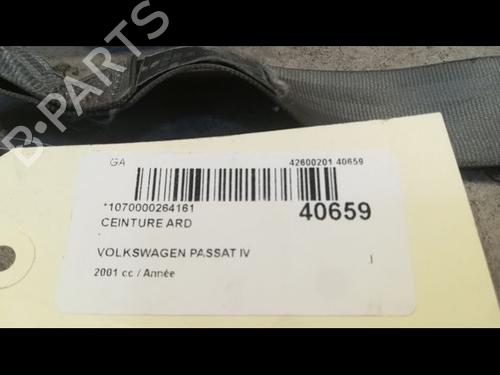 B-PARTS
GA 42600201 40659
*1070000264161 40659
CEINTURE ARD
VOLKSWAGEN PASSAT IV
2001 cc / Année